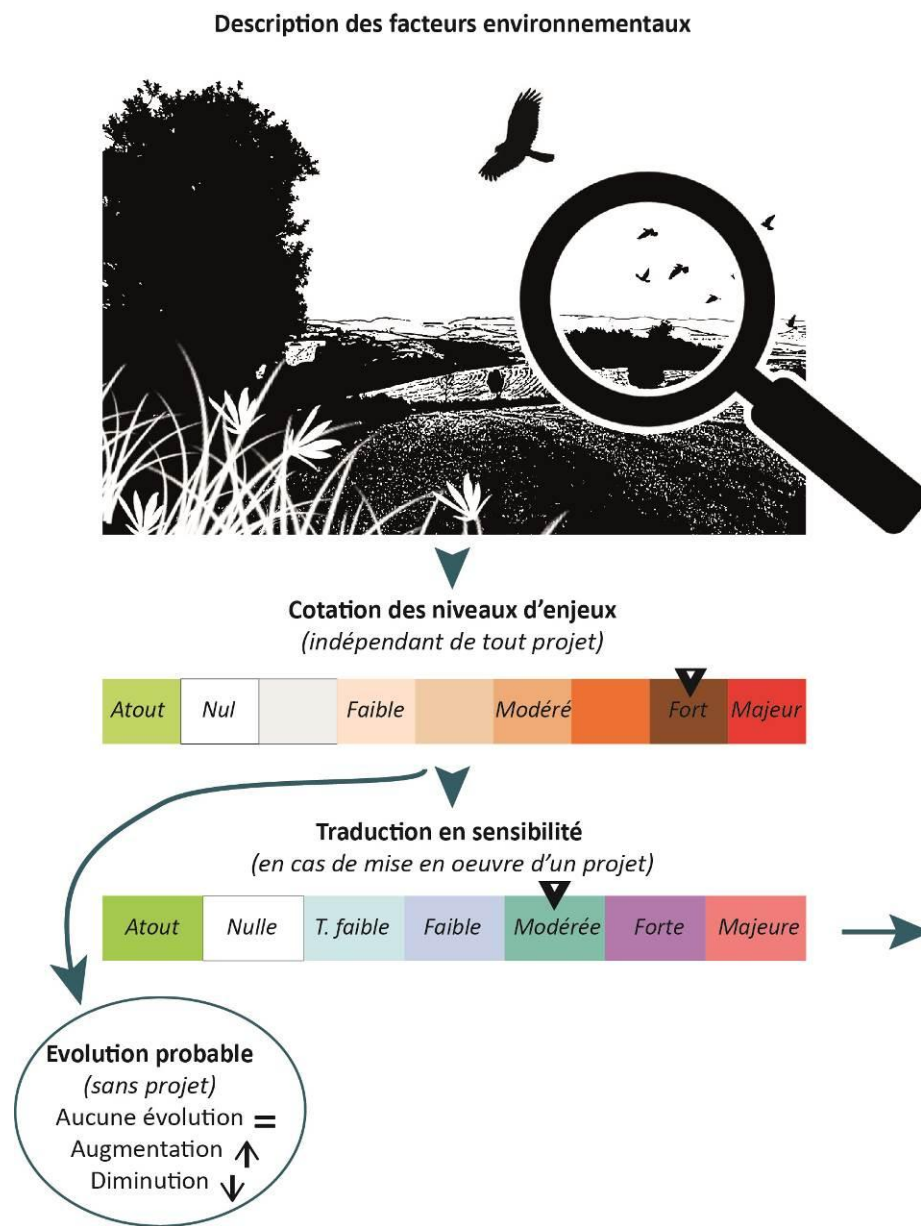 Description des facteurs environnementaux
Cotation des niveaux d'enjeux
(indépendant de tout projet)
Atout Nul Faible Modéré Fort Majeur
Traduction en sensibilité
(en cas de mise en oeuvre d'un projet)
Atout Nulle T. faible Faible Modérée Forte Majeure
Evolution probable
(sans projet)
Aucune évolution =
Augmentation ↑
Diminution ↓